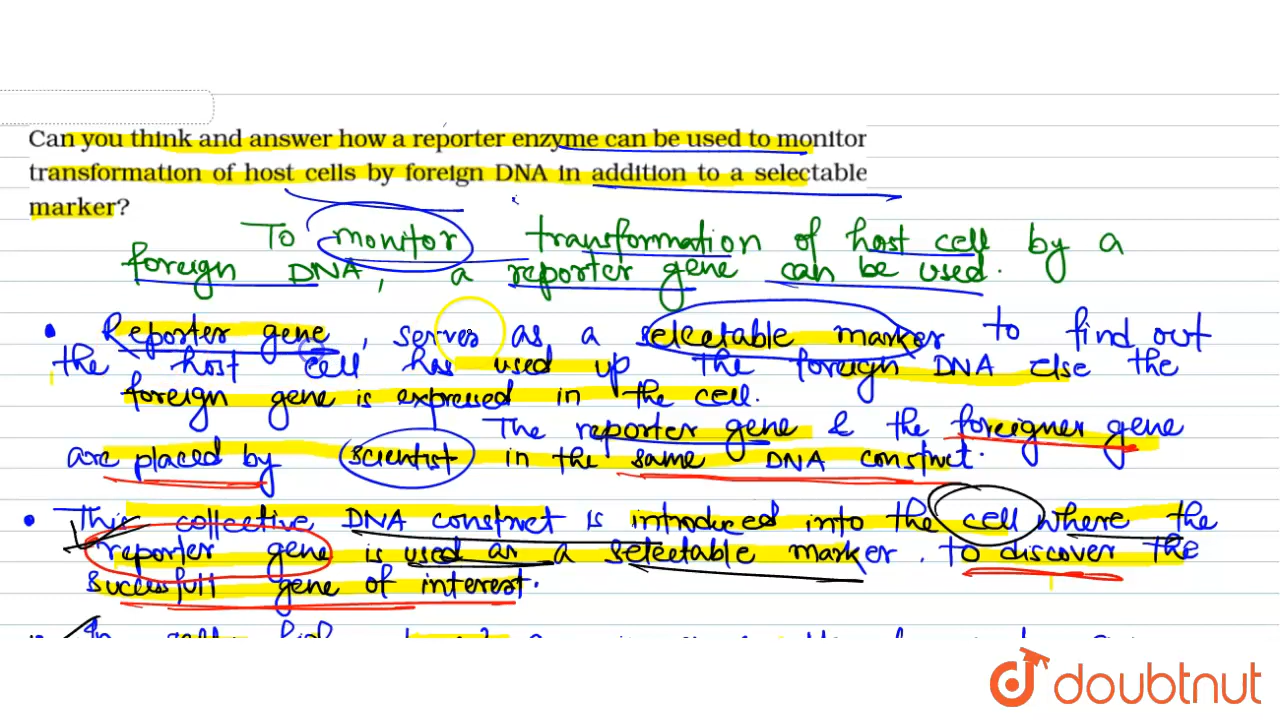 Can you think and answer how a reporter enzyme can be used to monitor
transformation of host cells by foreign DNA in addition to a selectable
marker?
To monitor transformation of host cell by a
foreign DNA, a reporter gene can be used.
• Reporter gene, serves as a selectable marker to find out
the host cell has used up the foreign DNA else the
foreign gene is expressed in the cell.
The reporter gene & the foreigner gene
are placed by scientist in the same DNA construct.
• This collective DNA construct is introduced into the cell where the
reporter gene is used as a selectable marker. to discover the
successfull gene of interest.
doubtnut